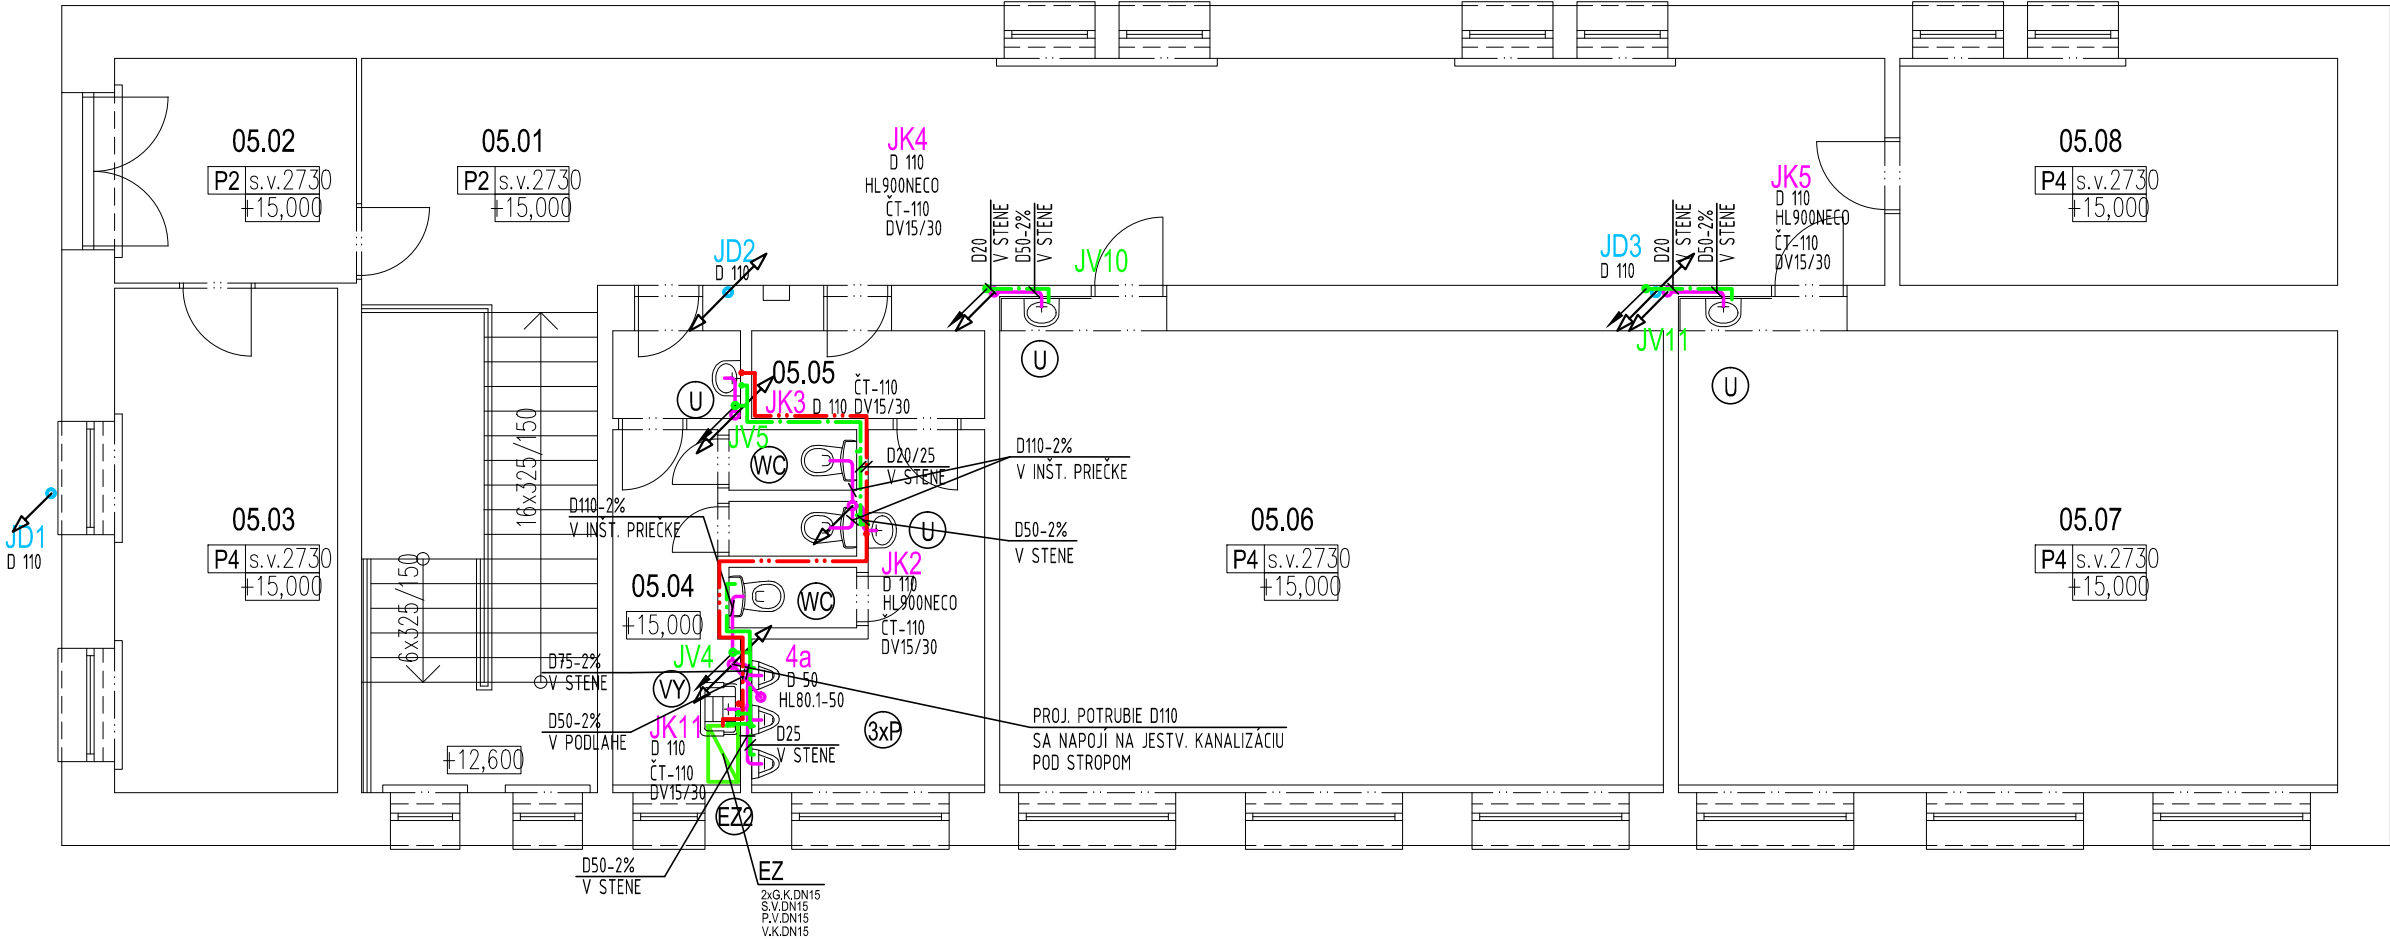 05.02
P2 s.v.2730
+15,000
05.01
P2 s.v.2730
+15,000
JK4
D 110
HL900NECO
ČT-110
DV15/30
D20
V STENE
D50-2%
V STENE
JV10
JD2
D 110
JD3
D 110
D20
V STENE
D50-2%
V STENE
JK5
D 110
HL900NECO
ČT-110
DV15/30
JV11
05.08
P4 s.v.2730
+15,000
U
U
U
05.05
JK3 D 110
ČT-110
DV15/30
JV5
WC
D20/25
V STENE
D110-2%
V INŠT. PRIEČKE
D110-2%
V INŠT. PRIEČKE
D50-2%
V STENE
U
16x325/150
6x325/150
JD1
D 110
05.03
P4 s.v.2730
+15,000
05.04
+15,000
WC
JK2
D 110
HL900NECO
ČT-110
DV15/30
05.06
P4 s.v.2730
+15,000
05.07
P4 s.v.2730
+15,000
JV4
4a
D 50
HL80.1-50
D75-2%
V STENE
VY
D50-2%
V PODLAHE
JK11
D 110
ČT-110
DV15/30
D25
V STENE
3xP
PROJ. POTRUBIE D110
SA NAPOJÍ NA JESTV. KANALIZÁCIU
POD STROPOM
+12,600
EZ2
D50-2%
V STENE
EZ
2xG.K.DN15
S.V.DN15
P.V.DN15
V.K.DN15